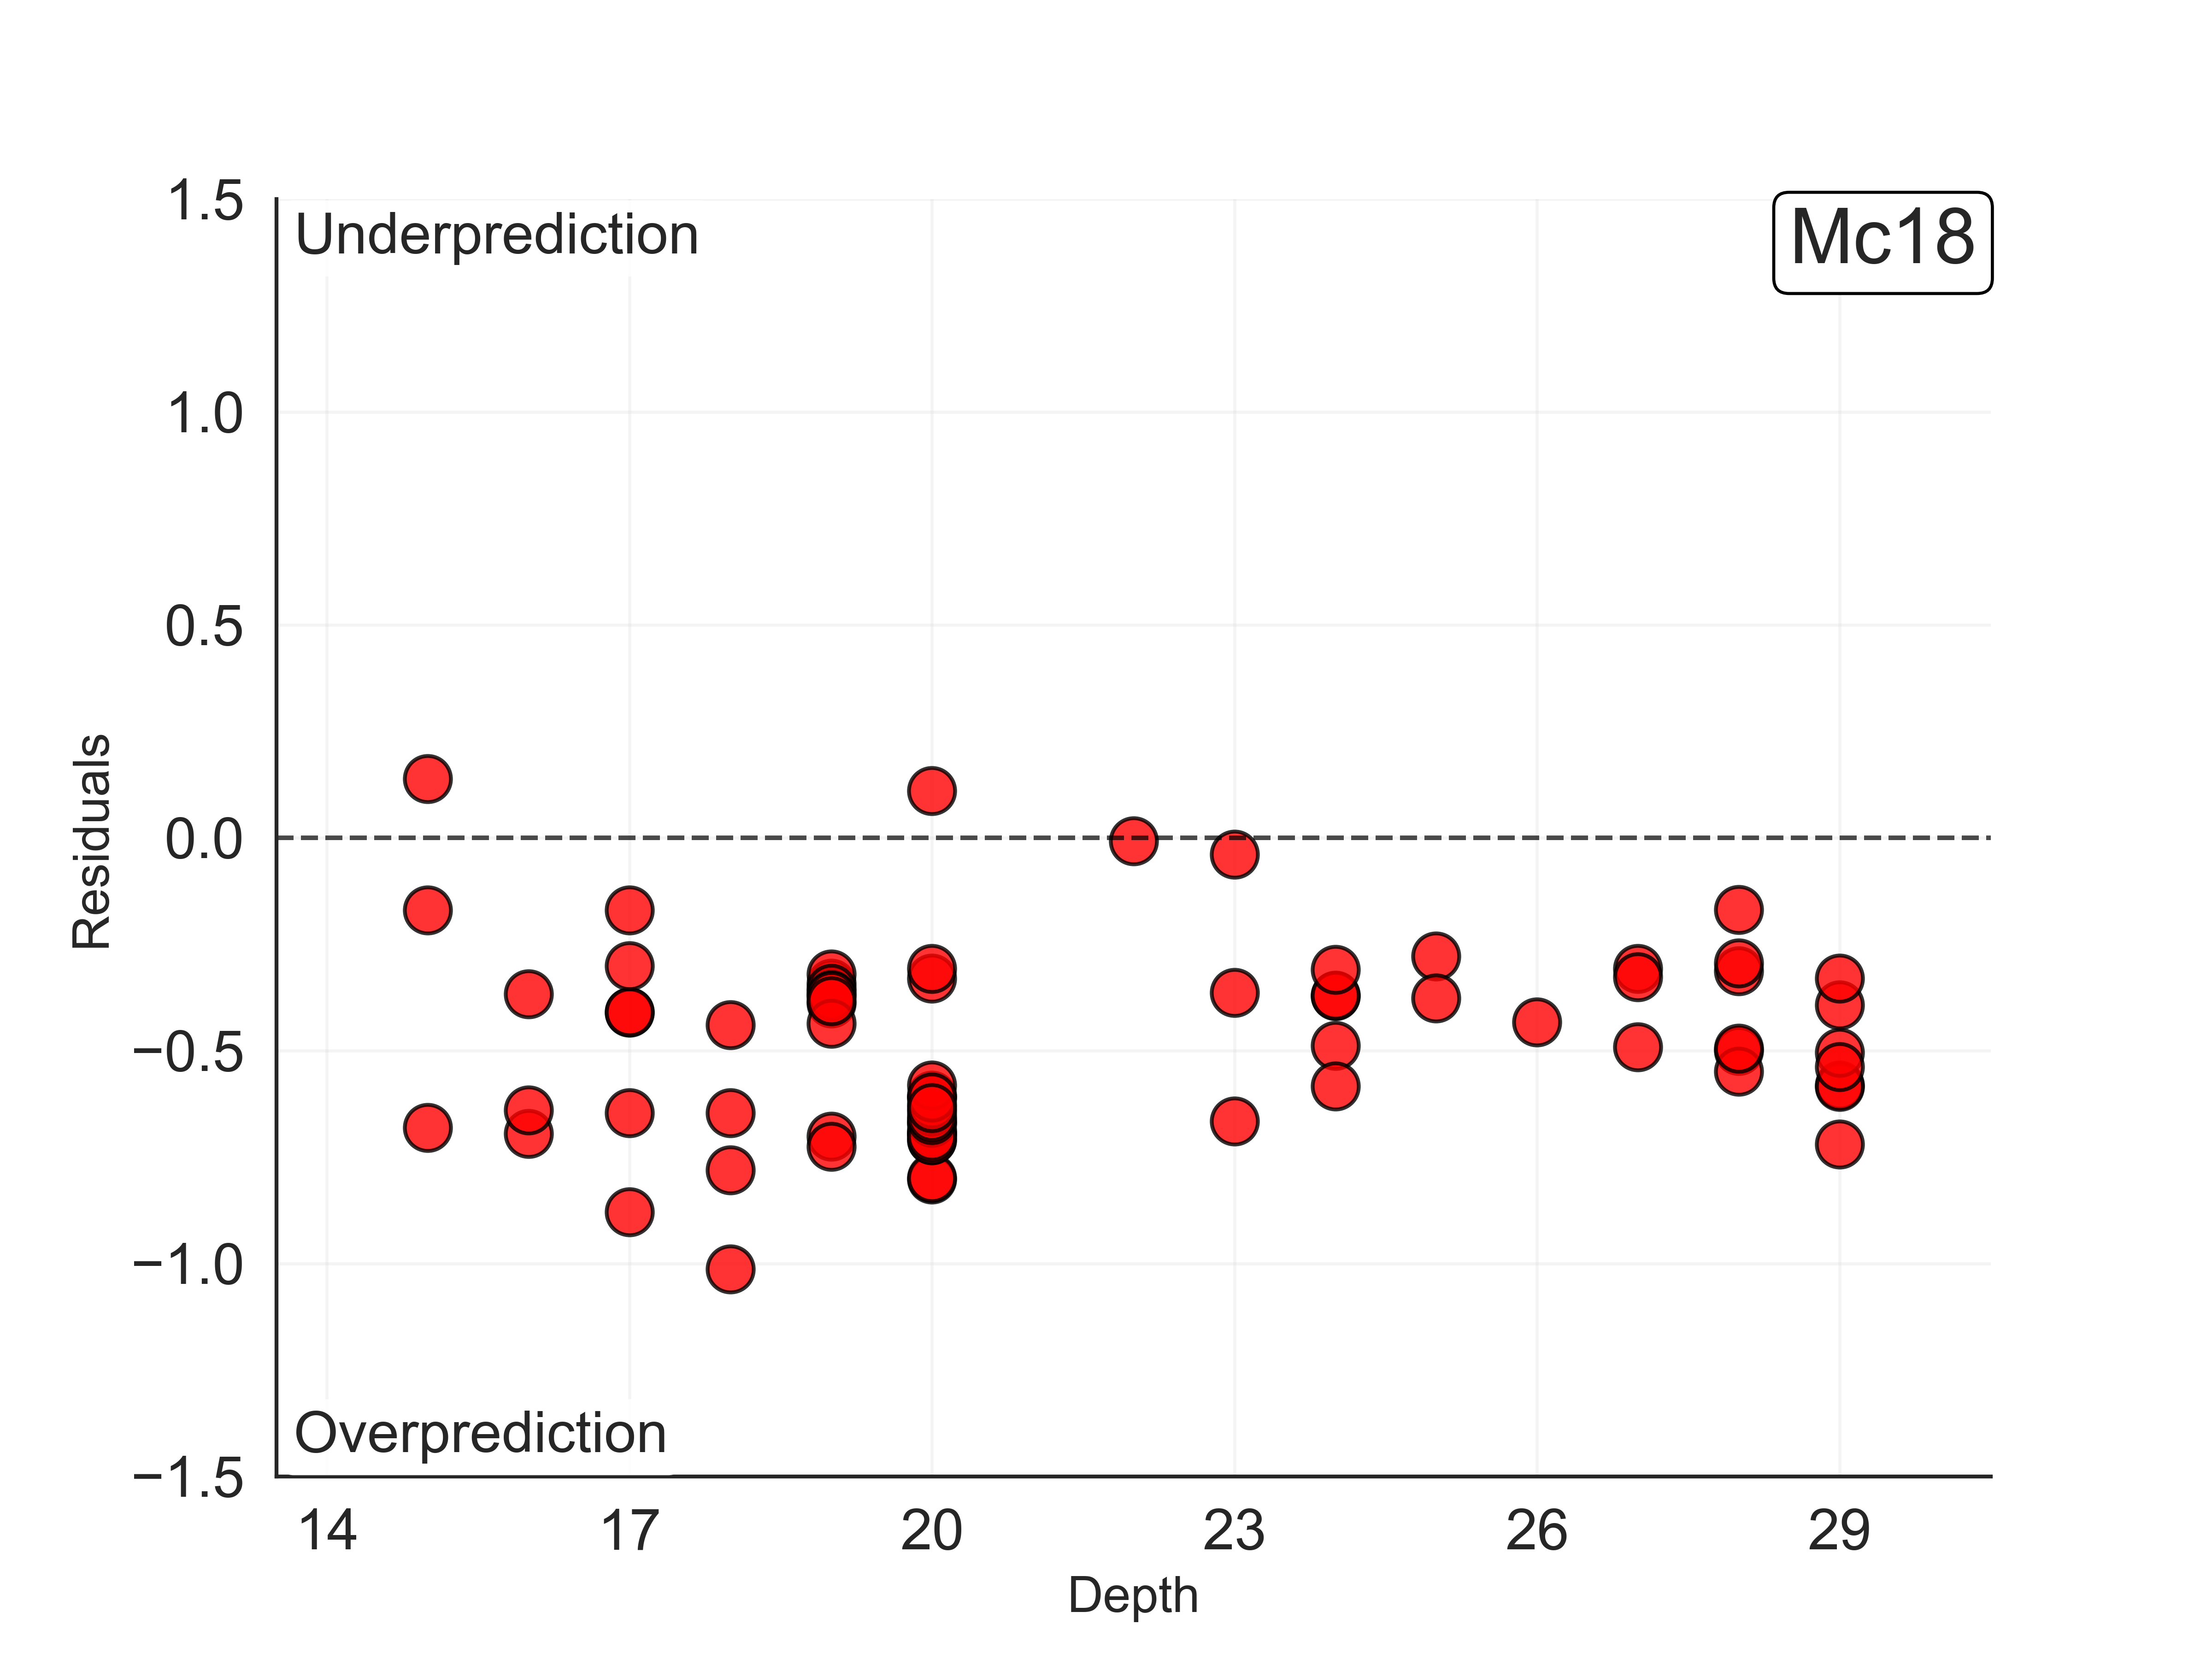 1.5
Underprediction
Mc18
1.0
0.5
0.0
−0.5
−1.0
−1.5
Residuals
Overprediction
14 17 20 23 26 29
Depth